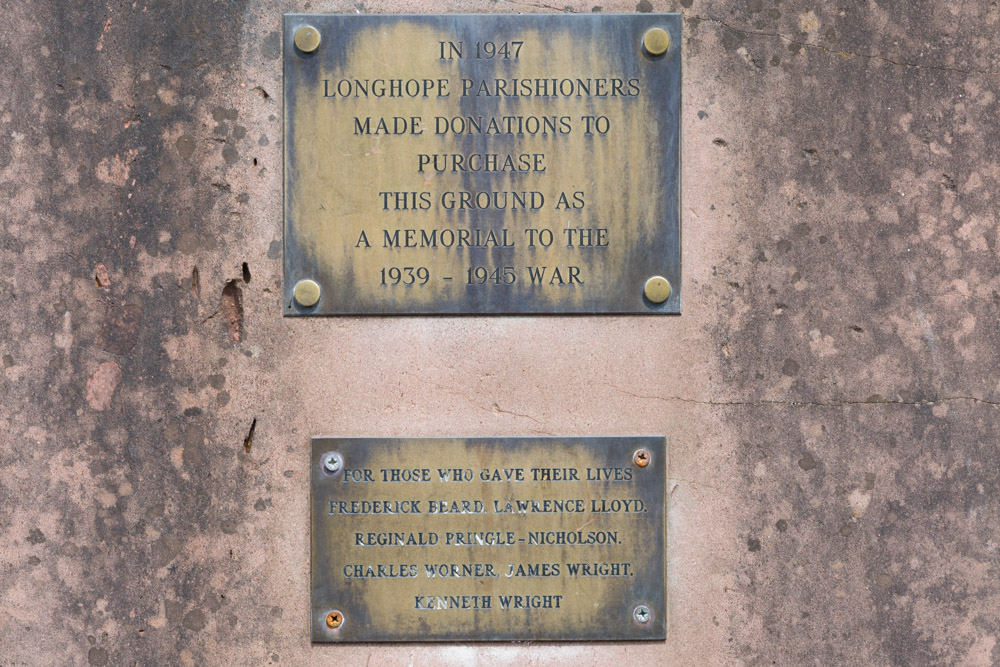 IN 1947
LONGHOPE PARISHIONERS
MADE DONATIONS TO
PURCHASE
THIS GROUND AS
A MEMORIAL TO THE
1939 - 1945 WAR
FOR THOSE WHO GAVE THEIR LIVES
FREDERICK BEARD. LAWRENCE LLOYD.
REGINALD PRINGLE-NICHOLSON.
CHARLES WORNER. JAMES WRIGHT.
KENNETH WRIGHT